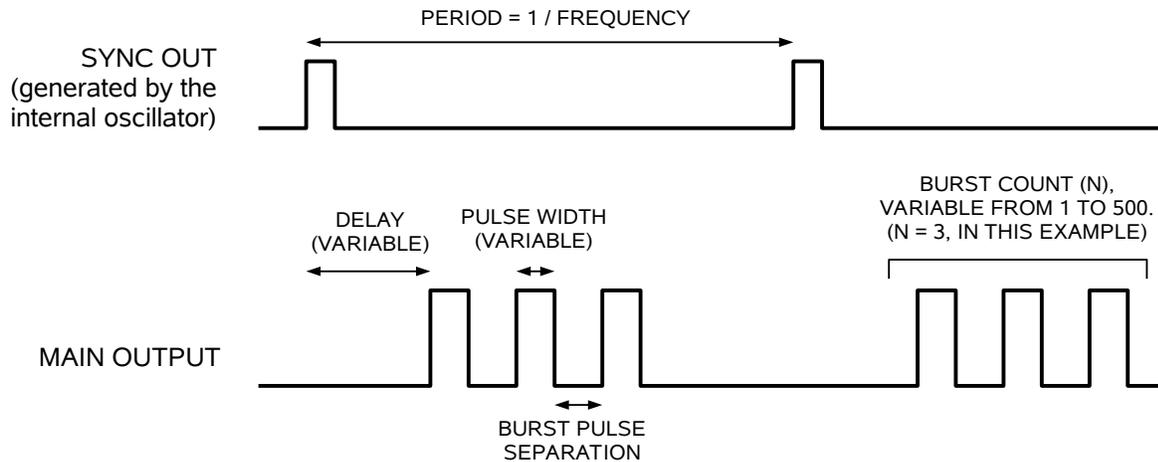 PERIOD = 1 / FREQUENCY
SYNC OUT
(generated by the
internal oscillator)
DELAY
(VARIABLE)
PULSE WIDTH
(VARIABLE)
BURST COUNT (N),
VARIABLE FROM 1 TO 500.
(N = 3, IN THIS EXAMPLE)
MAIN OUTPUT
BURST PULSE
SEPARATION